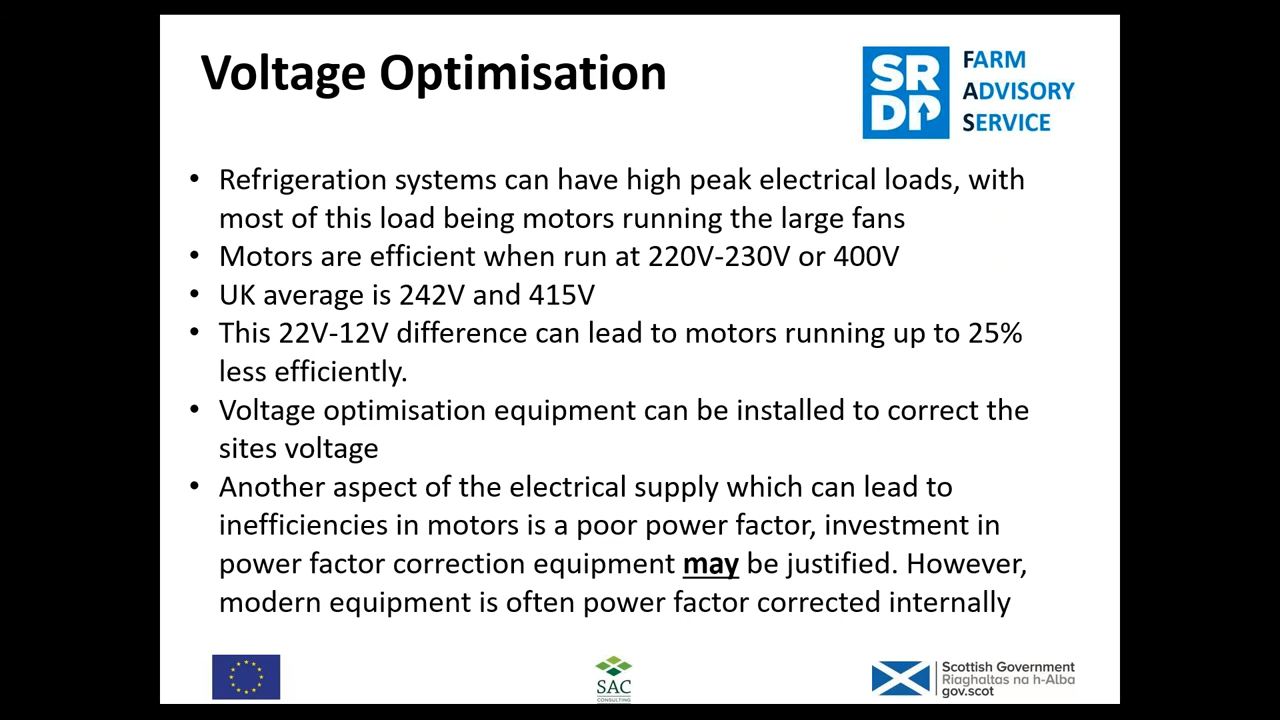 Voltage Optimisation
SR
DP
FARM
ADVISORY
SERVICE
• Refrigeration systems can have high peak electrical loads, with
most of this load being motors running the large fans
• Motors are efficient when run at 220V-230V or 400V
• UK average is 242V and 415V
• This 22V-12V difference can lead to motors running up to 25%
less efficiently.
• Voltage optimisation equipment can be installed to correct the
sites voltage
• Another aspect of the electrical supply which can lead to
inefficiencies in motors is a poor power factor, investment in
power factor correction equipment may be justified. However,
modern equipment is often power factor corrected internally
SAC
CONSULTING
Scottish Government
Riaghaltas na h-Alba
gov.scot